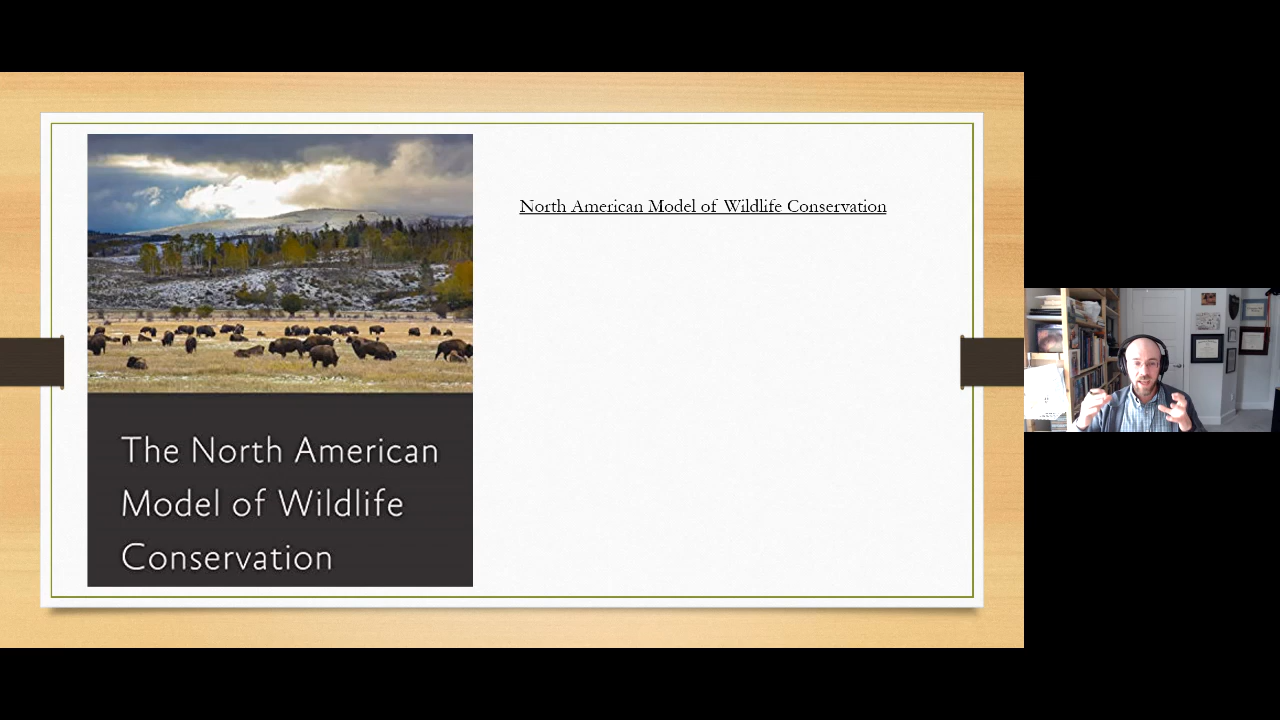 North American Model of Wildlife Conservation
The North American
Model of Wildlife
Conservation